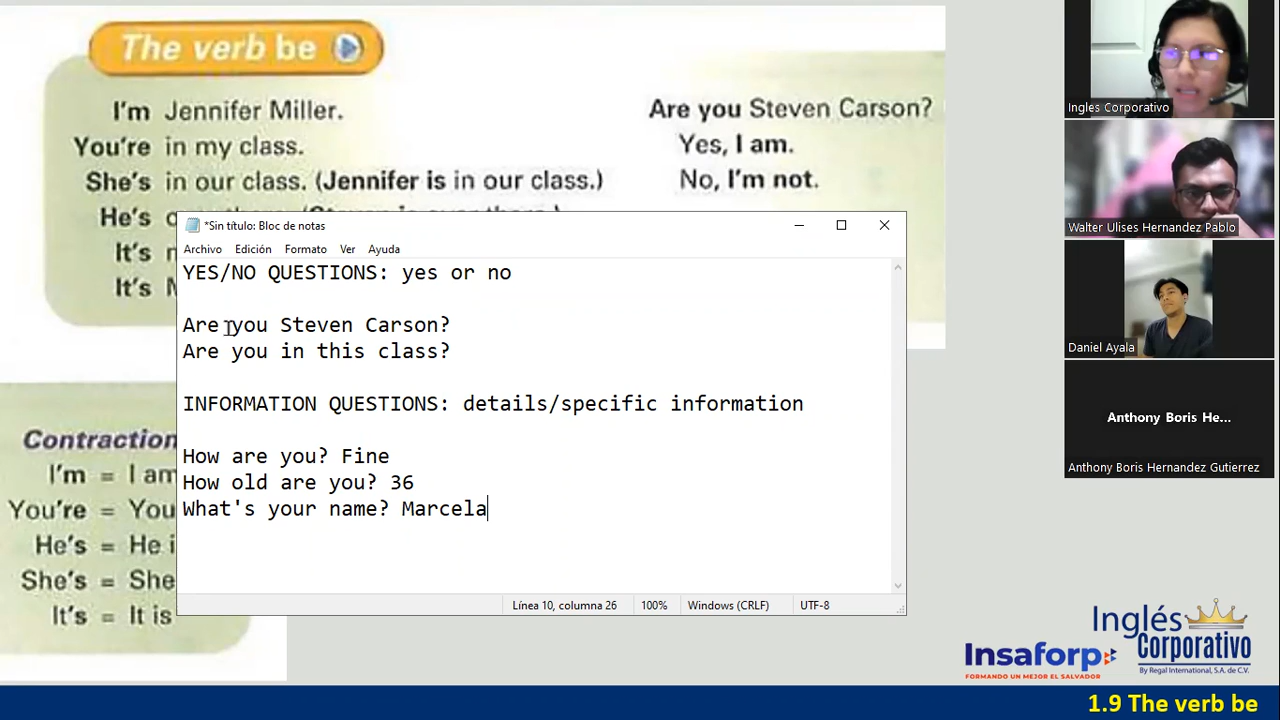 The verb be
I'm Jennifer Miller.
You're in my class.
She's in our class. (Jennifer is in our class.)
He's
It's
It's
Are you Steven Carson?
Yes, I am.
No, I'm not.
*Sin título: Bloc de notas
Archivo Edición Formato Ver Ayuda
YES/NO QUESTIONS: yes or no
Are you Steven Carson?
Are you in this class?
INFORMATION QUESTIONS: details/specific information
How are you? Fine
How old are you? 36
What's your name? Marcela
Línea 10, columna 26 100% Windows (CRLF) UTF-8
Contraction
I'm = I am
You're = You
He's = He i
She's = She
It's = It is
Ingles Corporativo
Walter Ulises Hernandez Pablo
Daniel Ayala
Anthony Boris He...
Anthony Boris Hernandez Gutierrez
Insaforp
FORMANDO UN MEJOR EL SALVADOR
Inglés
Corporativo
By Regal International, S.A. de C.V.
1.9 The verb be